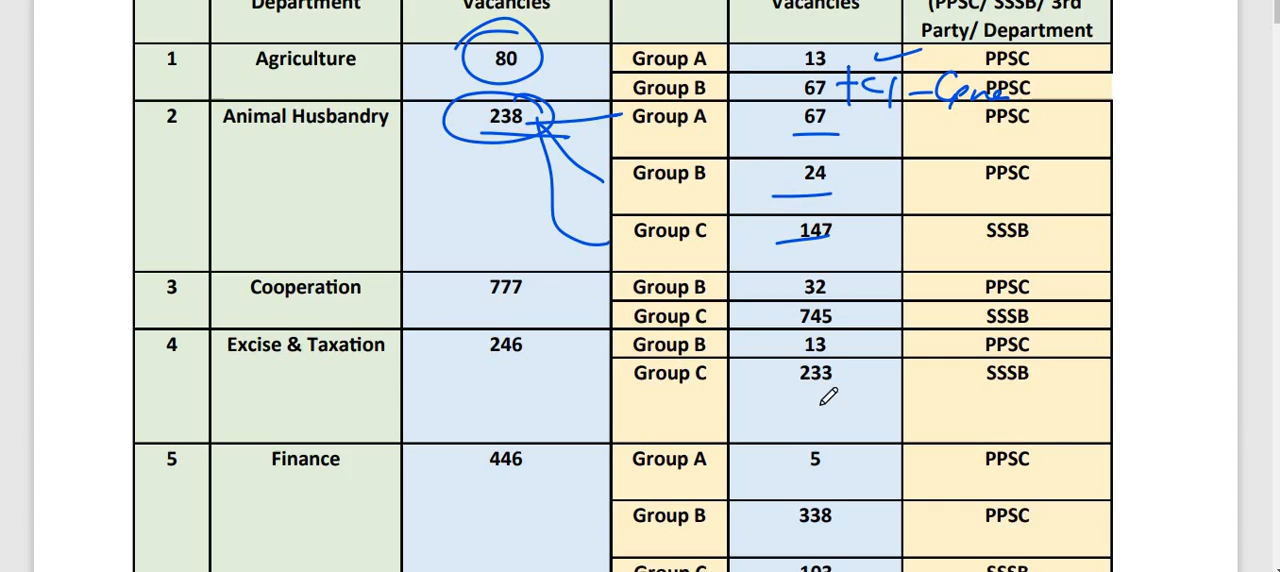 Department Vacancies Vacancies (PPSC/ SSSB/ 3rd
Party/ Department
1 Agriculture 80 Group A 13 PPSC
Group B 67 PPSC
2 Animal Husbandry 238 Group A 67 PPSC
Group B 24 PPSC
Group C 147 SSSB
3 Cooperation 777 Group B 32 PPSC
Group C 745 SSSB
4 Excise & Taxation 246 Group B 13 PPSC
Group C 233 SSSB
5 Finance 446 Group A 5 PPSC
Group B 338 PPSC
Group C 103 SSSB